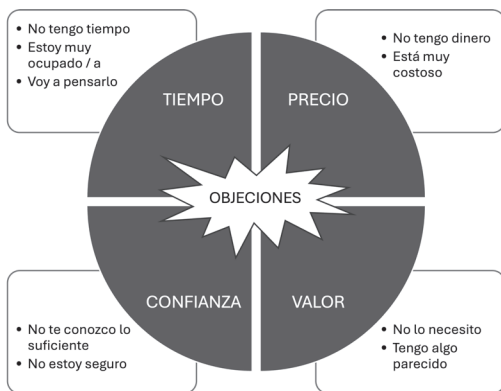 • No tengo tiempo
• Estoy muy
ocupado / a
• Voy a pensarlo
• No tengo dinero
• Está muy
costoso
TIEMPO
PRECIO
OBJECIONES
CONFIANZA
VALOR
• No te conozco lo
suficiente
• No estoy seguro
• No lo necesito
• Tengo algo
parecido